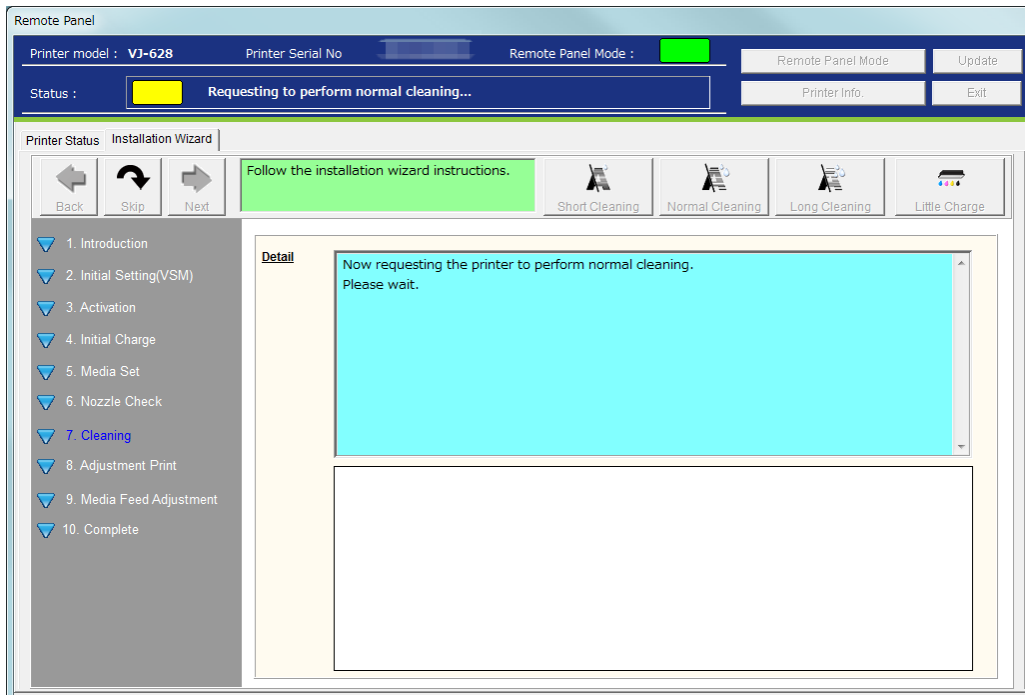 Remote Panel
Printer model : VJ-628 Printer Serial No Remote Panel Mode :
Remote Panel Mode Update
Status : Requesting to perform normal cleaning...
Printer Info. Exit
Printer Status Installation Wizard
Follow the installation wizard instructions.
Back Skip Next Short Cleaning Normal Cleaning Long Cleaning Little Charge
1. Introduction
2. Initial Setting(VSM)
3. Activation
4. Initial Charge
5. Media Set
6. Nozzle Check
7. Cleaning
8. Adjustment Print
9. Media Feed Adjustment
10. Complete
Detail
Now requesting the printer to perform normal cleaning.
Please wait.